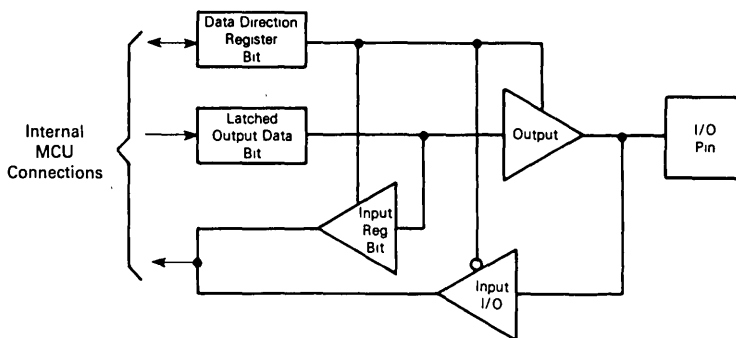 Data Direction
Register
Bit
Latched
Output Data
Bit
Internal
MCU
Connections
Output
I/O
Pin
Input
Reg
Bit
Input
I/O